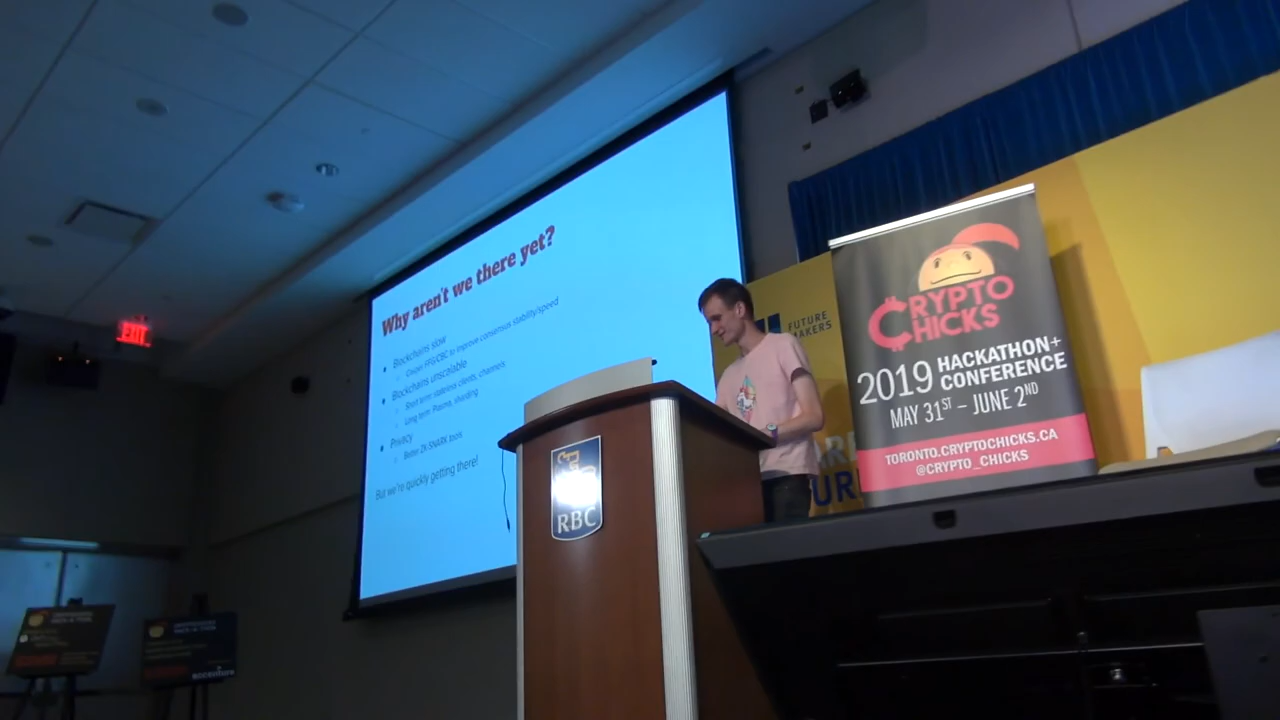 EXIT
Why aren't we there yet?
Blockchains slow
Casper FFG/CBC to improve consensus stability/speed
Blockchains unscalable
Short term: stateless clients, channels
Long term: Plasma, sharding
Privacy
Better ZK-SNARK tools
But we're quickly getting there!
RBC
FUTURE
MAKERS
UR
CRYPTO
CHICKS
2019 HACKATHON+
CONFERENCE
MAY 31ST – JUNE 2ND
TORONTO.CRYPTOCHICKS.CA
@CRYPTO_CHICKS
accenture